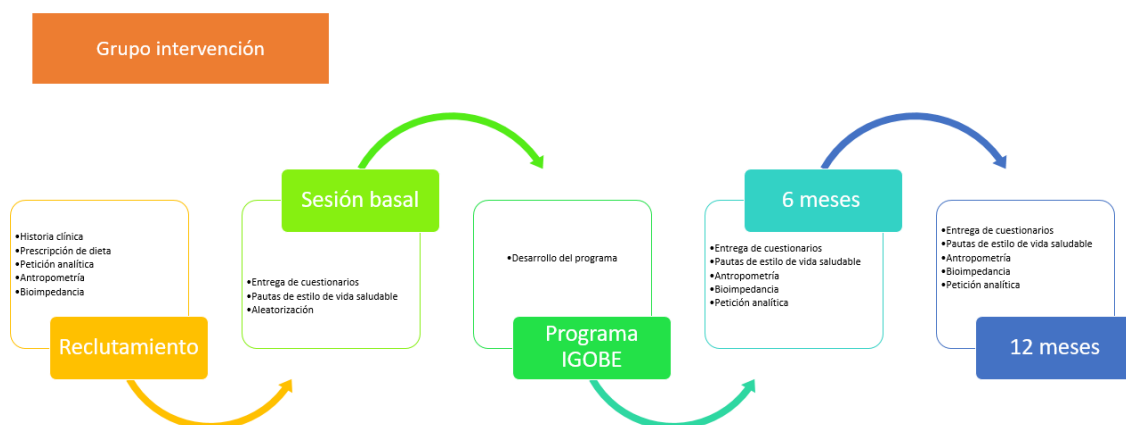 Grupo intervención
•Historia clínica
•Prescripción de dieta
•Petición analítica
•Antropometría
•Bioimpedancia
Reclutamiento
Sesión basal
•Entrega de cuestionarios
•Pautas de estilo de vida saludable
•Aleatorización
•Desarrollo del programa
Programa
IGOBE
6 meses
•Entrega de cuestionarios
•Pautas de estilo de vida saludable
•Antropometría
•Bioimpedancia
•Petición analítica
•Entrega de cuestionarios
•Pautas de estilo de vida saludable
•Antropometría
•Bioimpedancia
•Petición analítica
12 meses